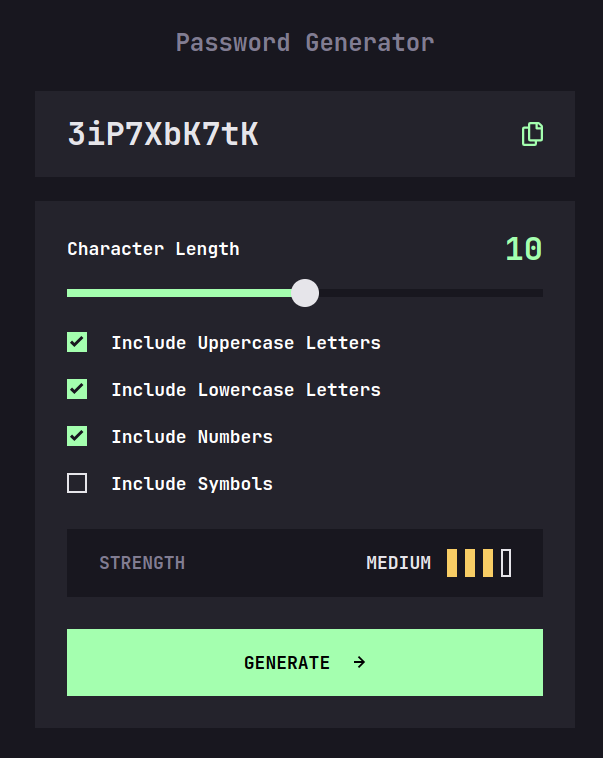 Password Generator
3iP7XbK7tK
Character Length 10
Include Uppercase Letters
Include Lowercase Letters
Include Numbers
Include Symbols
STRENGTH MEDIUM
GENERATE →